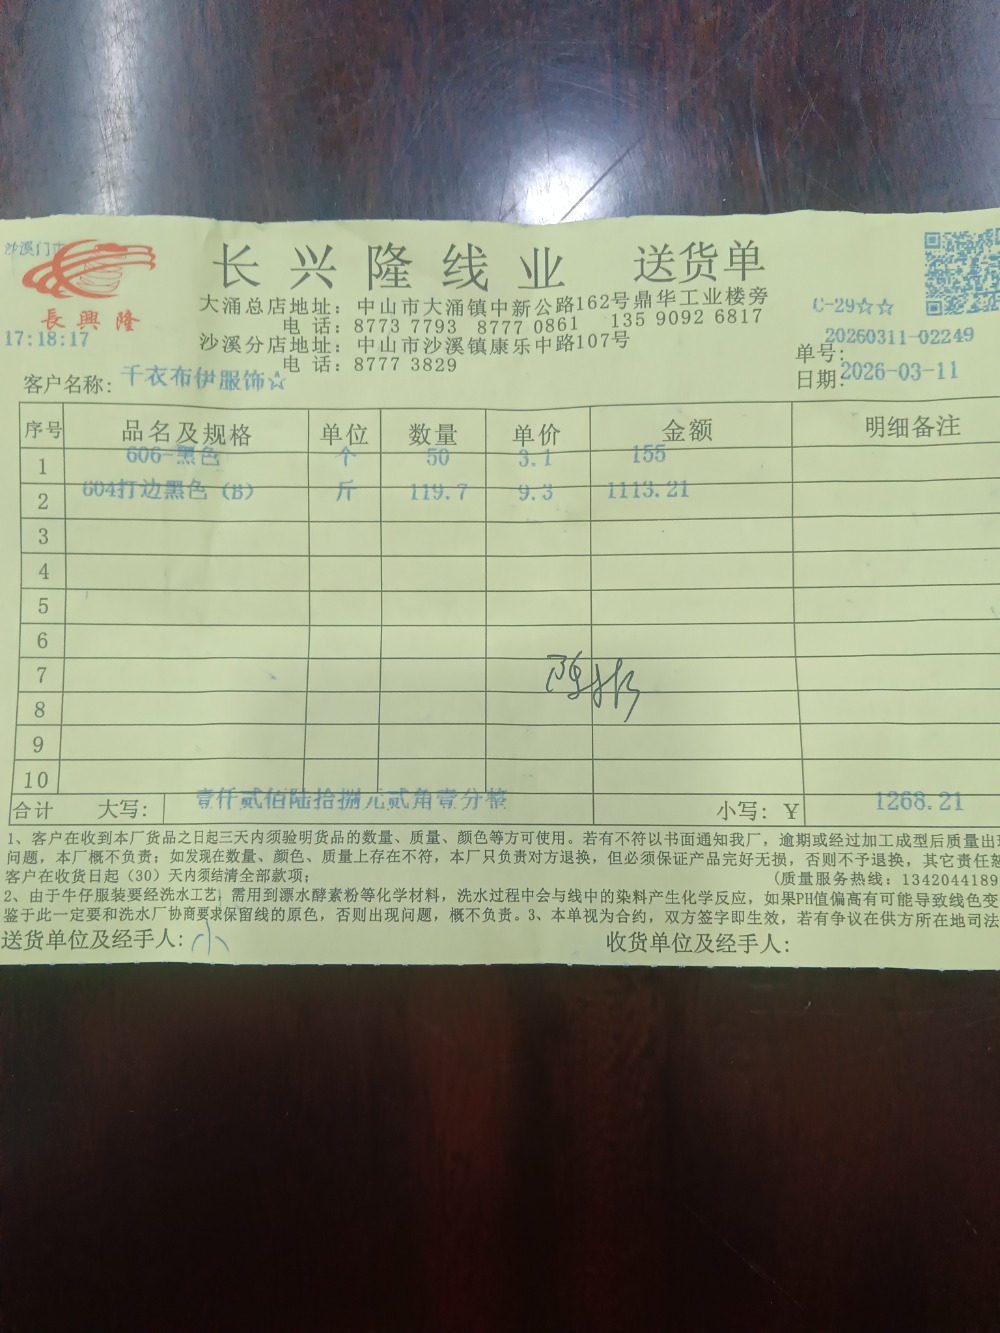 沙溪门市
長興隆
17:18:17
长兴隆线业 送货单
大涌总店地址：中山市大涌镇中新公路162号鼎华工业楼旁
电话：8773 7793 8777 0861 135 9092 6817
沙溪分店地址：中山市沙溪镇康乐中路107号
电话：8777 3829
C-29☆☆
单号：20260311-02249
日期：2026-03-11
客户名称：千衣布伊服饰☆
序号 品名及规格 单位 数量 单价 金额 明细备注
1 606-黑色 个 50 3.1 155
2 604打边黑色（B） 斤 119.7 9.3 1113.21
3
4
5
6
7
8
9
10
合计 大写：壹仟贰佰陆拾捌元贰角壹分整 小写：￥ 1268.21
1、客户在收到本厂货品之日起三天内须验明货品的数量、质量、颜色等方可使用。若有不符以书面通知我厂，逾期或经过加工成型后质量出现
问题，本厂概不负责；如发现在数量、颜色、质量上存在不符，本厂只负责对方退换，但必须保证产品完好无损，否则不予退换，其它责任恕
客户在收货日起（30）天内须结清全部款项； （质量服务热线：1342044189
2、由于牛仔服装要经洗水工艺，需用到漂水酵素粉等化学材料，洗水过程中会与线中的染料产生化学反应，如果PH值偏高有可能导致线色变
鉴于此一定要和洗水厂协商要求保留线的原色，否则出现问题，概不负责。3、本单视为合约，双方签字即生效，若有争议在供方所在地司法
送货单位及经手人：小 收货单位及经手人：